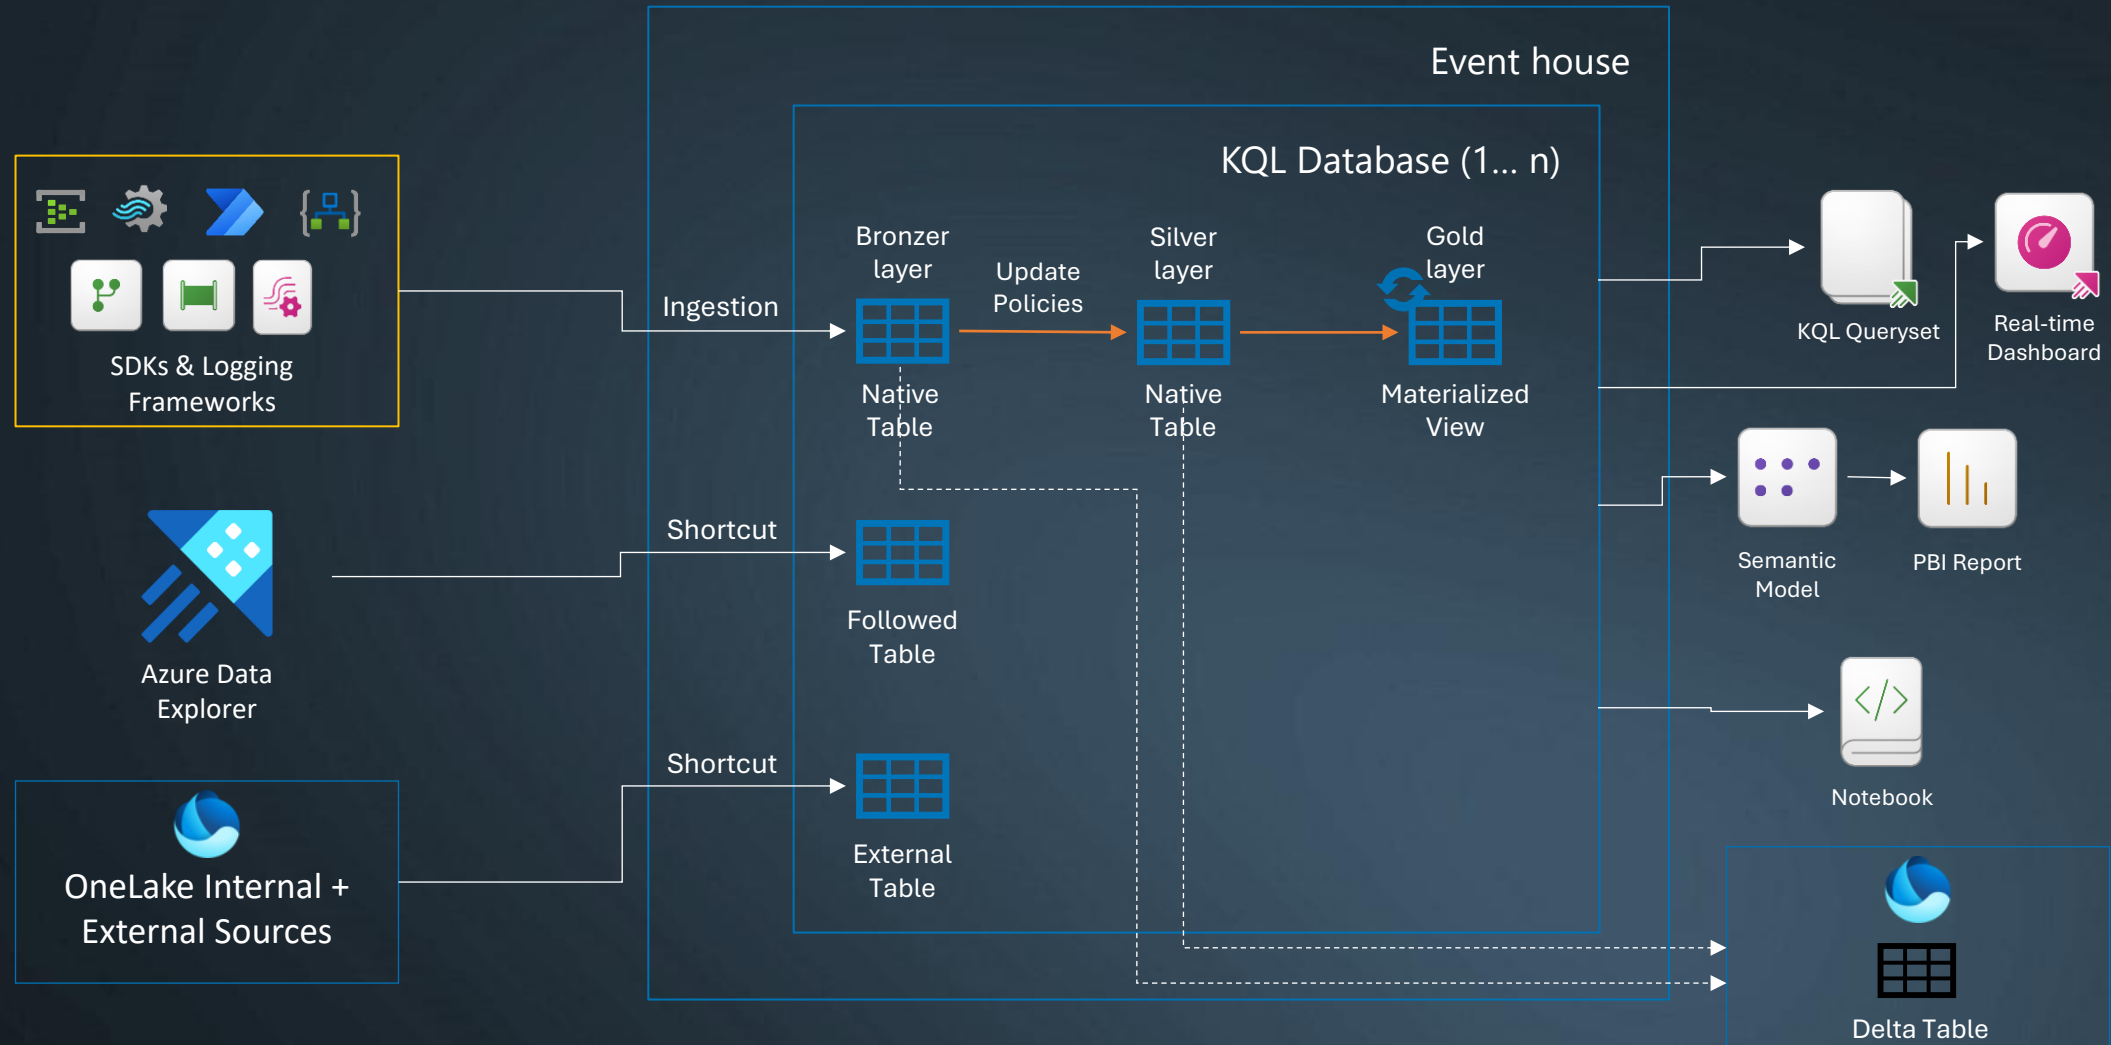 Event house
KQL Database (1... n)
SDKs & Logging
Frameworks
Ingestion
Bronzer
layer
Update
Policies
Silver
layer
Gold
layer
Native
Table
Native
Table
Materialized
View
KQL Queryset
Real-time
Dashboard
Azure Data
Explorer
Shortcut
Followed
Table
Semantic
Model
PBI Report
OneLake Internal +
External Sources
Shortcut
External
Table
Notebook
Delta Table